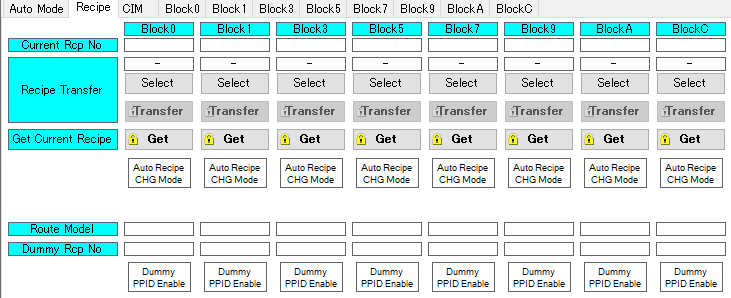 Auto Mode Recipe CIM Block0 Block1 Block3 Block5 Block7 Block9 BlockA BlockC
Block0 Block1 Block3 Block5 Block7 Block9 BlockA BlockC
Current Rcp No
- - - - - - - -
Recipe Transfer Select Select Select Select Select Select Select Select
Transfer Transfer Transfer Transfer Transfer Transfer Transfer Transfer
Get Current Recipe Get Get Get Get Get Get Get Get
Auto Recipe Auto Recipe Auto Recipe Auto Recipe Auto Recipe Auto Recipe Auto Recipe Auto Recipe
CHG Mode CHG Mode CHG Mode CHG Mode CHG Mode CHG Mode CHG Mode CHG Mode
Route Model
Dummy Rcp No
Dummy Dummy Dummy Dummy Dummy Dummy Dummy Dummy
PPID Enable PPID Enable PPID Enable PPID Enable PPID Enable PPID Enable PPID Enable PPID Enable